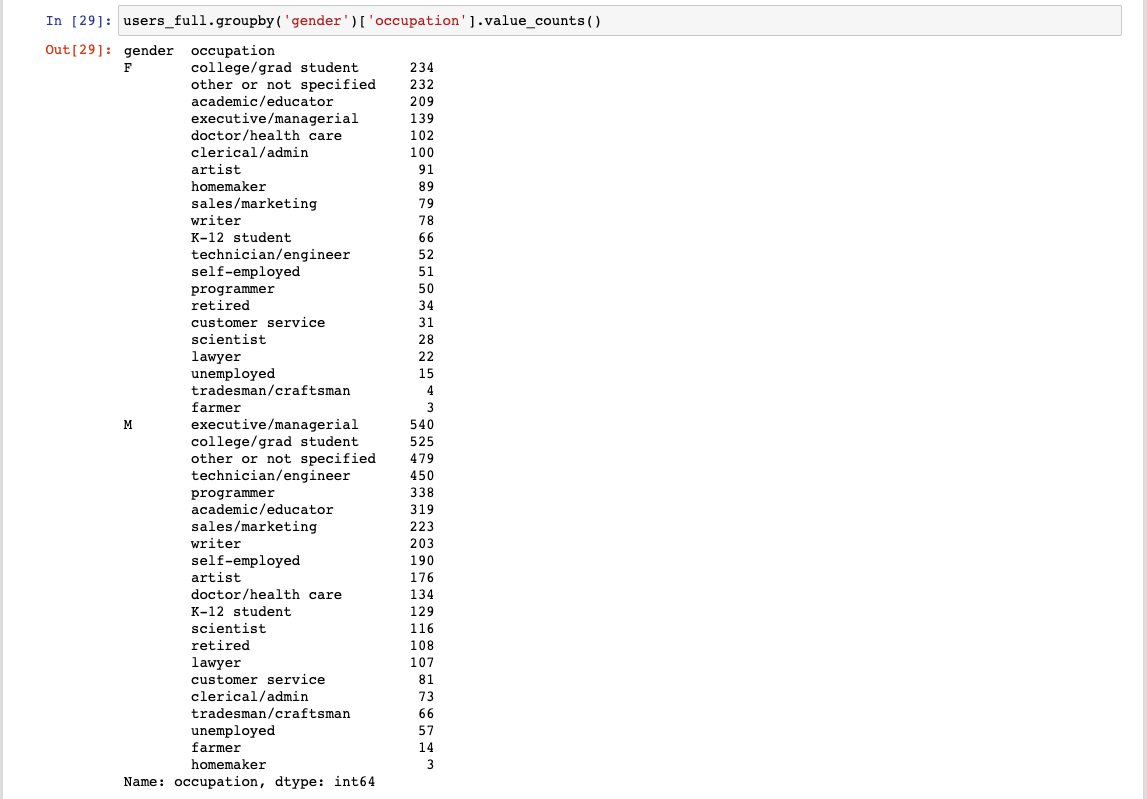 In [29]: users_full.groupby('gender')['occupation'].value_counts()
Out[29]: gender  occupation
F       college/grad student      234
        other or not specified    232
        academic/educator         209
        executive/managerial      139
        doctor/health care        102
        clerical/admin            100
        artist                     91
        homemaker                  89
        sales/marketing            79
        writer                     78
        K-12 student               66
        technician/engineer        52
        self-employed              51
        programmer                 50
        retired                    34
        customer service           31
        scientist                  28
        lawyer                     22
        unemployed                 15
        tradesman/craftsman         4
        farmer                      3
M       executive/managerial      540
        college/grad student      525
        other or not specified    479
        technician/engineer       450
        programmer                338
        academic/educator         319
        sales/marketing           223
        writer                    203
        self-employed             190
        artist                    176
        doctor/health care        134
        K-12 student              129
        scientist                 116
        retired                   108
        lawyer                    107
        customer service           81
        clerical/admin             73
        tradesman/craftsman        66
        unemployed                 57
        farmer                     14
        homemaker                   3
Name: occupation, dtype: int64